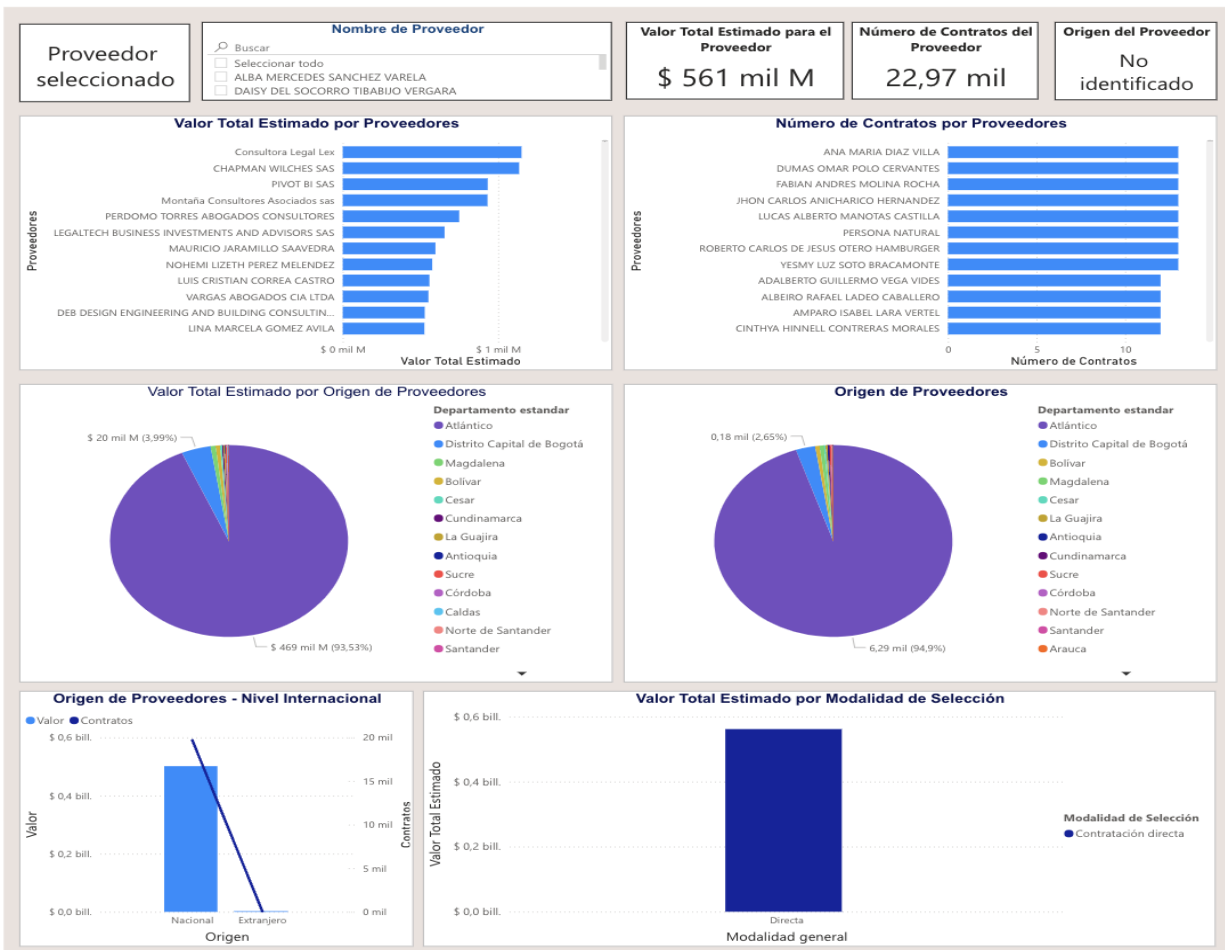 Proveedor
seleccionado
Nombre de Proveedor
Buscar
Seleccionar todo
ALBA MERCEDES SANCHEZ VARELA
DAISY DEL SOCORRO TIBABIJO VERGARA
Valor Total Estimado para el
Proveedor
$ 561 mil M
Número de Contratos del
Proveedor
22,97 mil
Origen del Proveedor
No
identificado
Valor Total Estimado por Proveedores
Proveedores
Consultora Legal Lex
CHAPMAN WILCHES SAS
PIVOT BI SAS
Montaña Consultores Asociados sas
PERDOMO TORRES ABOGADOS CONSULTORES
LEGALTECH BUSINESS INVESTMENTS AND ADVISORS SAS
MAURICIO JARAMILLO SAAVEDRA
NOHEMI LIZETH PEREZ MELENDEZ
LUIS CRISTIAN CORREA CASTRO
VARGAS ABOGADOS CIA LTDA
DEB DESIGN ENGINEERING AND BUILDING CONSULTIN...
LINA MARCELA GOMEZ AVILA
$ 0 mil M $ 1 mil M
Valor Total Estimado
Número de Contratos por Proveedores
Proveedores
ANA MARIA DIAZ VILLA
DUMAS OMAR POLO CERVANTES
FABIAN ANDRES MOLINA ROCHA
JHON CARLOS ANICHARICO HERNANDEZ
LUCAS ALBERTO MANOTAS CASTILLA
PERSONA NATURAL
ROBERTO CARLOS DE JESUS OTERO HAMBURGER
YESMY LUZ SOTO BRACAMONTE
ADALBERTO GUILLERMO VEGA VIDES
ALBEIRO RAFAEL LADEO CABALLERO
AMPARO ISABEL LARA VERTEL
CINTHYA HINNELL CONTRERAS MORALES
0 5 10
Número de Contratos
Valor Total Estimado por Origen de Proveedores
$ 20 mil M (3,99%)
$ 469 mil M (93,53%)
Departamento estandar
Atlántico
Distrito Capital de Bogotá
Magdalena
Bolívar
Cesar
Cundinamarca
La Guajira
Antioquia
Sucre
Córdoba
Caldas
Norte de Santander
Santander
Origen de Proveedores
0,18 mil (2,65%)
6,29 mil (94,9%)
Departamento estandar
Atlántico
Distrito Capital de Bogotá
Bolívar
Magdalena
Cesar
La Guajira
Antioquia
Cundinamarca
Sucre
Córdoba
Norte de Santander
Santander
Arauca
Origen de Proveedores - Nivel Internacional
Valor Contratos
Valor
$ 0,6 bill.
$ 0,4 bill.
$ 0,2 bill.
$ 0,0 bill.
20 mil
15 mil
10 mil
5 mil
0 mil
Contratos
Nacional Extranjero
Origen
Valor Total Estimado por Modalidad de Selección
Valor Total Estimado
$ 0,6 bill.
$ 0,4 bill.
$ 0,2 bill.
$ 0,0 bill.
Directa
Modalidad general
Modalidad de Selección
Contratación directa